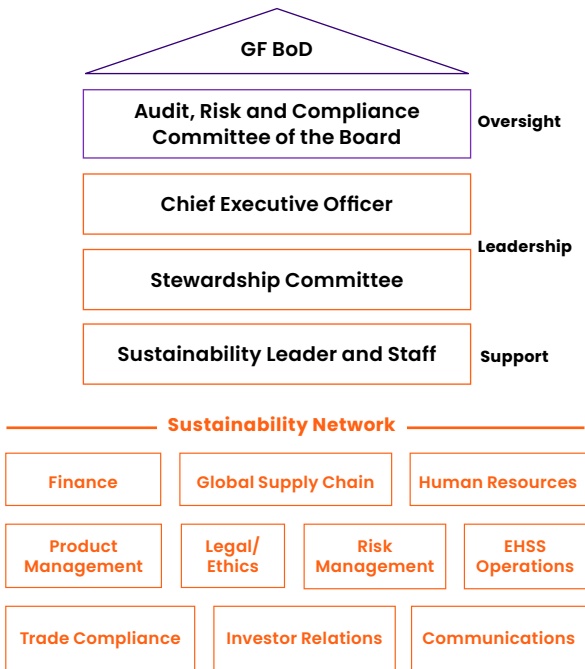 GF BoD
Audit, Risk and Compliance
Committee of the Board
Oversight
Chief Executive Officer
Leadership
Stewardship Committee
Sustainability Leader and Staff
Support
Sustainability Network
Finance
Global Supply Chain
Human Resources
Product
Management
Legal/
Ethics
Risk
Management
EHSS
Operations
Trade Compliance
Investor Relations
Communications